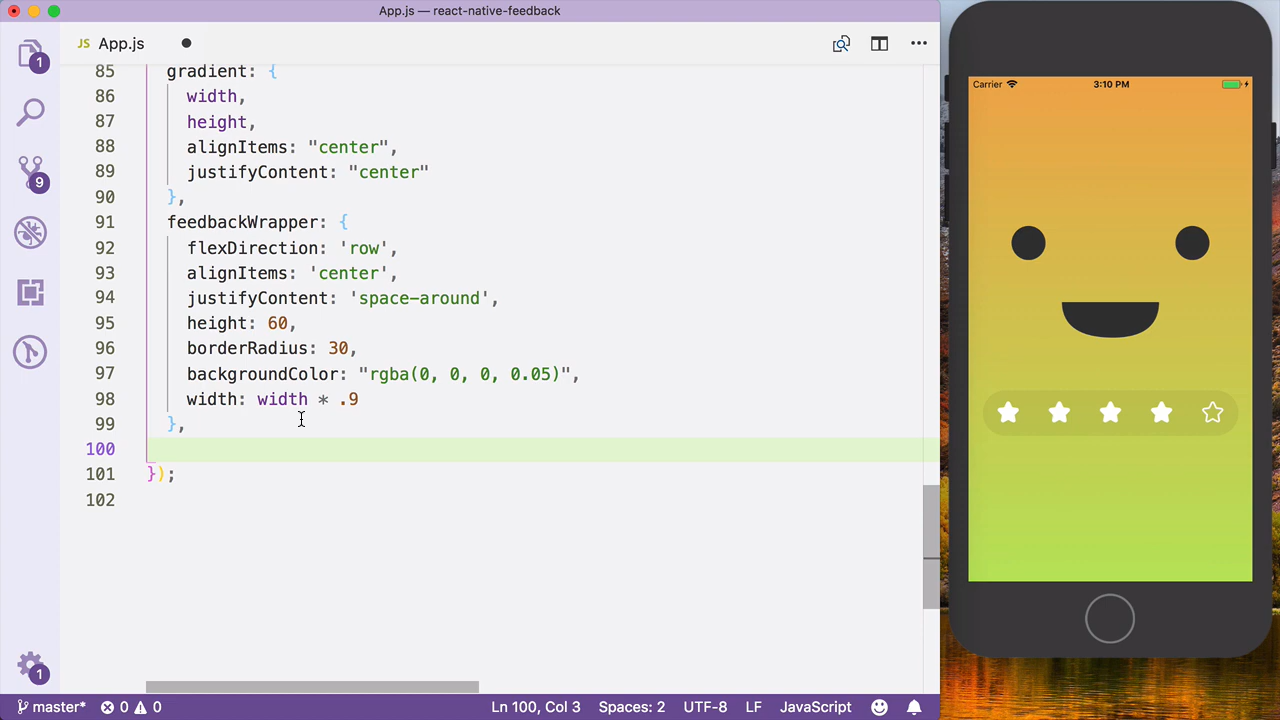 App.js — react-native-feedback
1
JS App.js
85 gradient: {
86 width,
87 height,
88 alignItems: "center",
89 justifyContent: "center"
90 },
91 feedbackWrapper: {
92 flexDirection: 'row',
93 alignItems: 'center',
94 justifyContent: 'space-around',
95 height: 60,
96 borderRadius: 30,
97 backgroundColor: "rgba(0, 0, 0, 0.05)",
98 width: width * .9
99 },
100
101 });
102
9
1
master* 0 0 Ln 100, Col 3 Spaces: 2 UTF-8 LF JavaScript
Carrier 3:10 PM